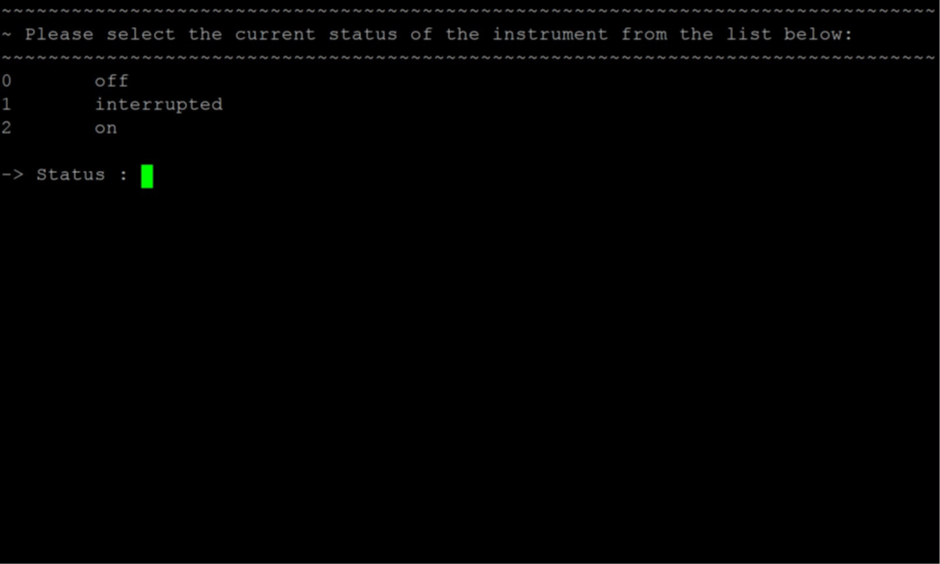 ~~~~~~~~~~~~~~~~~~~~~~~~~~~~~~~~~~~~~~~~~~~~~~~~~~~~~~~~~~~~~~~~~~~~~~~~~~~~~~~~
~ Please select the current status of the instrument from the list below:
~~~~~~~~~~~~~~~~~~~~~~~~~~~~~~~~~~~~~~~~~~~~~~~~~~~~~~~~~~~~~~~~~~~~~~~~~~~~~~~~
0       off
1       interrupted
2       on
-> Status :